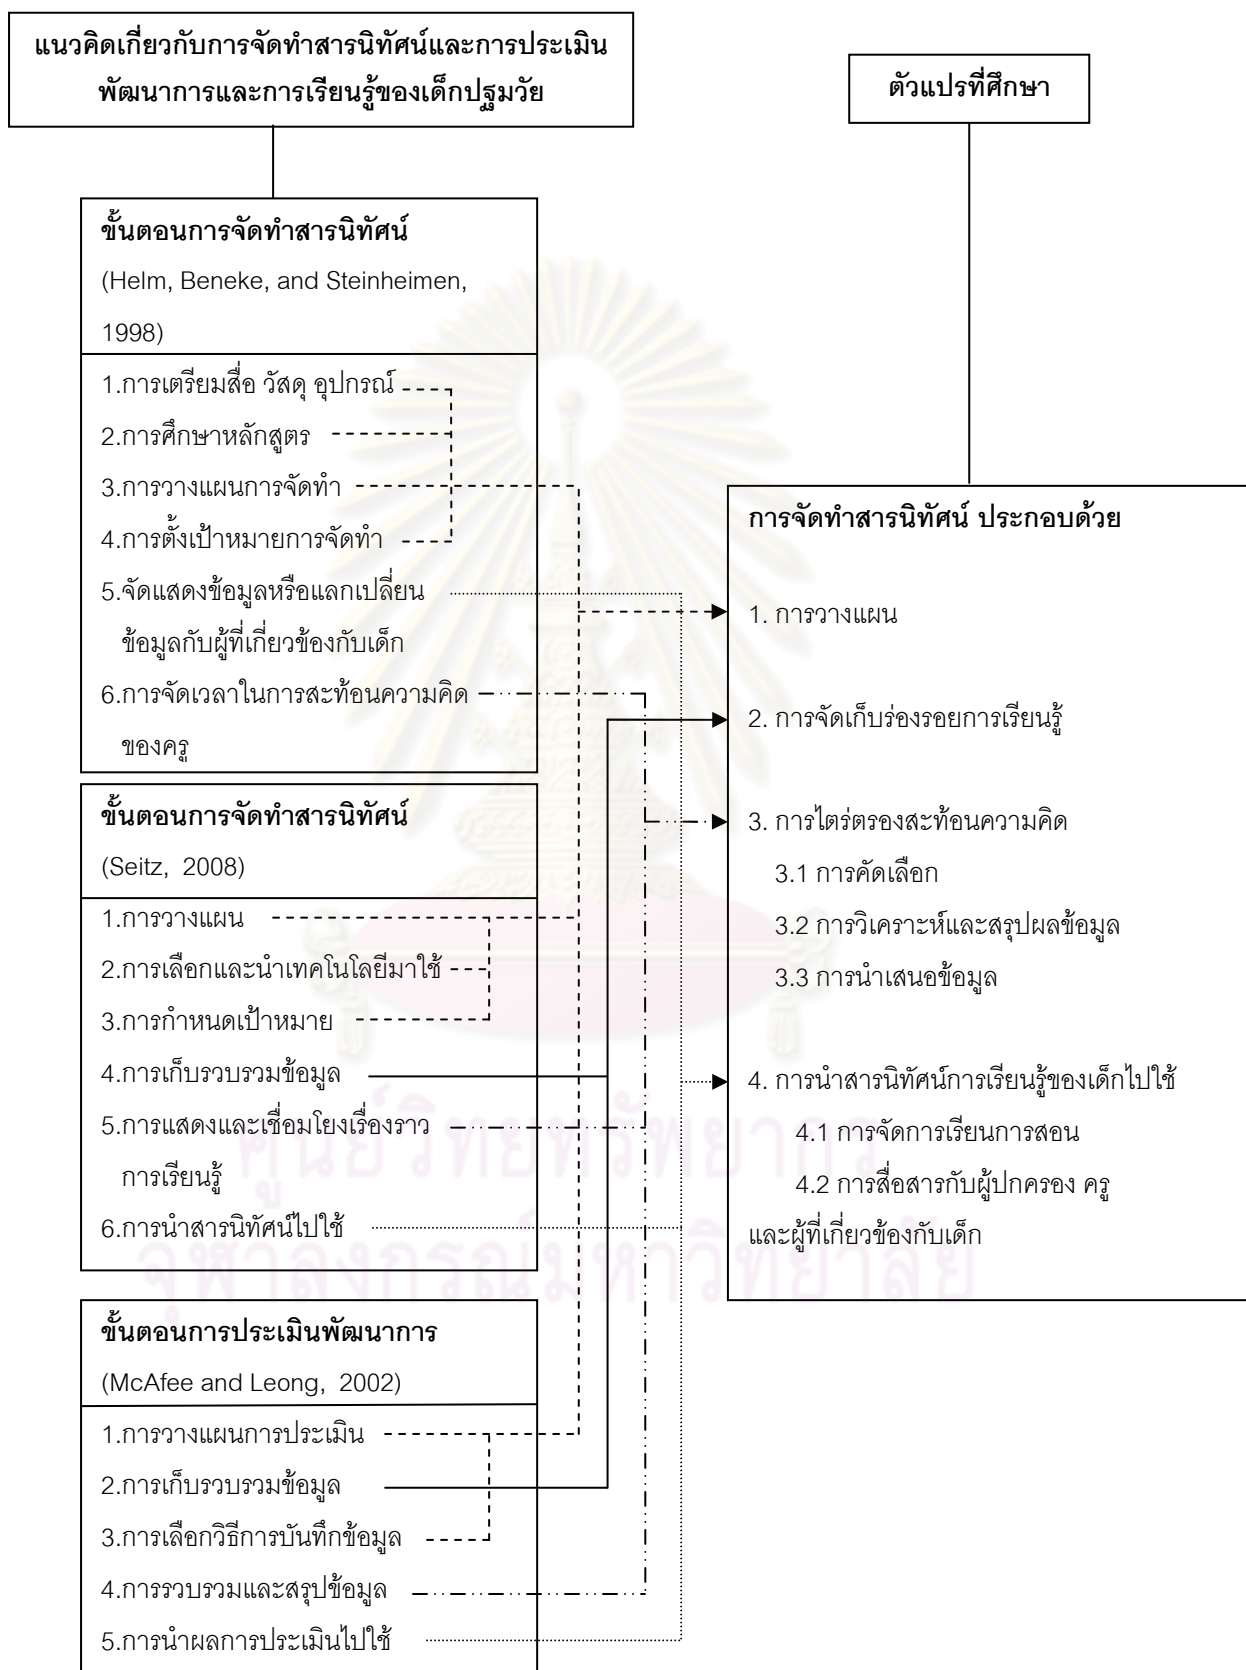 แนวคิดเกี่ยวกับการจัดทำสารนิทัศน์และการประเมิน
พัฒนาการและการเรียนรู้ของเด็กปฐมวัย
ตัวแปรที่ศึกษา
ขั้นตอนการจัดทำสารนิทัศน์
(Helm, Beneke, and Steinheimen,
1998)
1.การเตรียมสื่อ วัสดุ อุปกรณ์
2.การศึกษาหลักสูตร
3.การวางแผนการจัดทำ
4.การตั้งเป้าหมายการจัดทำ
5.จัดแสดงข้อมูลหรือแลกเปลี่ยน
ข้อมูลกับผู้ที่เกี่ยวข้องกับเด็ก
6.การจัดเวลาในการสะท้อนความคิด
ของครู
ขั้นตอนการจัดทำสารนิทัศน์
(Seitz, 2008)
1.การวางแผน
2.การเลือกและนำเทคโนโลยีมาใช้
3.การกำหนดเป้าหมาย
4.การเก็บรวบรวมข้อมูล
5.การแสดงและเชื่อมโยงเรื่องราว
การเรียนรู้
6.การนำสารนิทัศน์ไปใช้
ขั้นตอนการประเมินพัฒนาการ
(McAfee and Leong, 2002)
1.การวางแผนการประเมิน
2.การเก็บรวบรวมข้อมูล
3.การเลือกวิธีการบันทึกข้อมูล
4.การรวบรวมและสรุปข้อมูล
5.การนำผลการประเมินไปใช้
การจัดทำสารนิทัศน์ ประกอบด้วย
1. การวางแผน
2. การจัดเก็บร่องรอยการเรียนรู้
3. การไตร่ตรองสะท้อนความคิด
3.1 การคัดเลือก
3.2 การวิเคราะห์และสรุปผลข้อมูล
3.3 การนำเสนอข้อมูล
4. การนำสารนิทัศน์การเรียนรู้ของเด็กไปใช้
4.1 การจัดการเรียนการสอน
4.2 การสื่อสารกับผู้ปกครอง ครู
และผู้ที่เกี่ยวข้องกับเด็ก
ศูนย์วิทยทรัพยากร
จุฬาลงกรณ์มหาวิทยาลัย